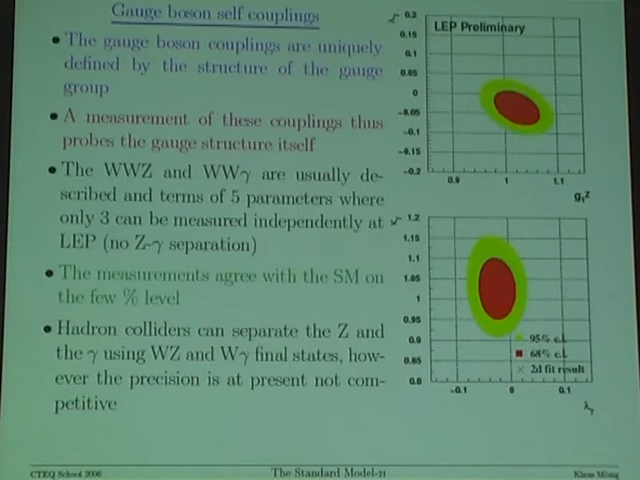 Gauge boson self couplings
• The gauge boson couplings are uniquely
defined by the structure of the gauge
group
• A measurement of these couplings thus
probes the gauge structure itself
• The WWZ and WWγ are usually de-
scribed and terms of 5 parameters where
only 3 can be measured independently at
LEP (no Z-γ separation)
• The measurements agree with the SM on
the few % level
• Hadron colliders can separate the Z and
the γ using WZ and Wγ final states, how-
ever the precision is at present not com-
petitive
LEP Preliminary
0.2
0.15
0.1
0.05
0
-0.05
-0.1
-0.15
-0.2
0.9 1 1.1
g₁Z
1.2
1.15
1.1
1.05
1
0.95
0.9
0.85
0.8
95% c.l.
68% c.l.
× 2d fit result
-0.1 0 0.1
λγ
CTEQ School 2006 The Standard Model-21 Klaus Mönig